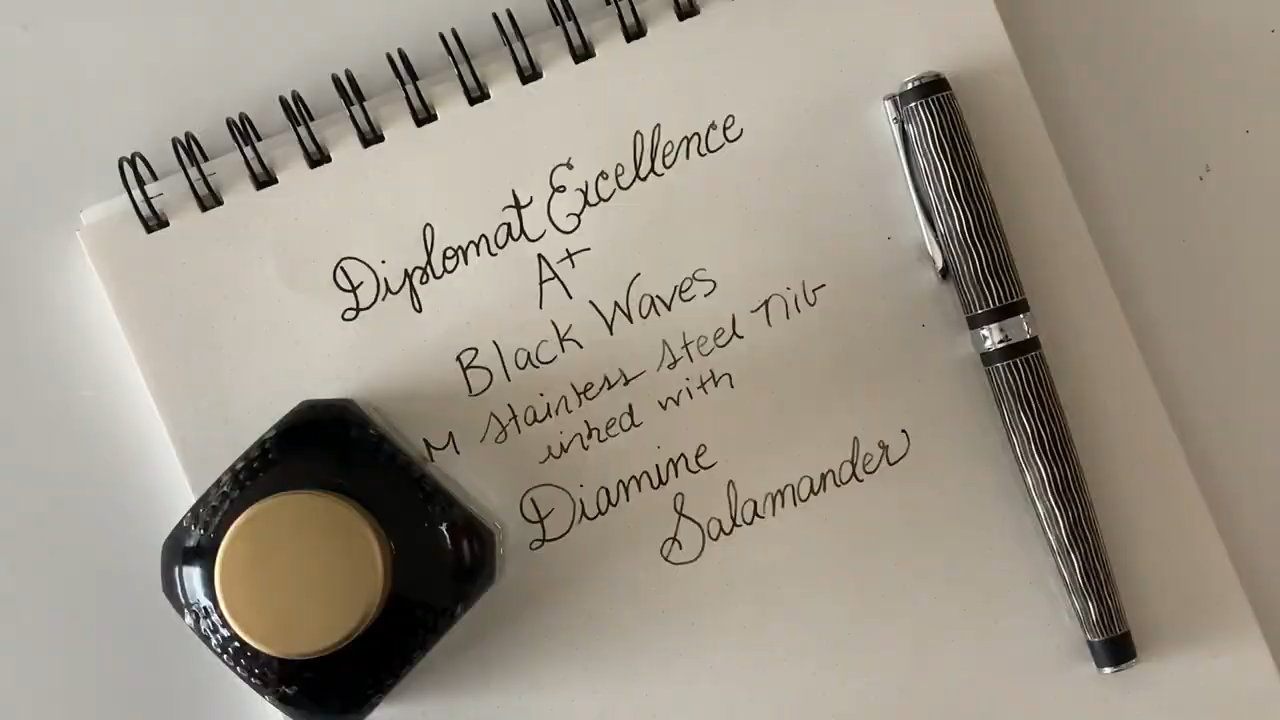 Diplomat Excellence
A+
Black Waves
M Stainless Steel Nib
inked with
Diamine
Salamander